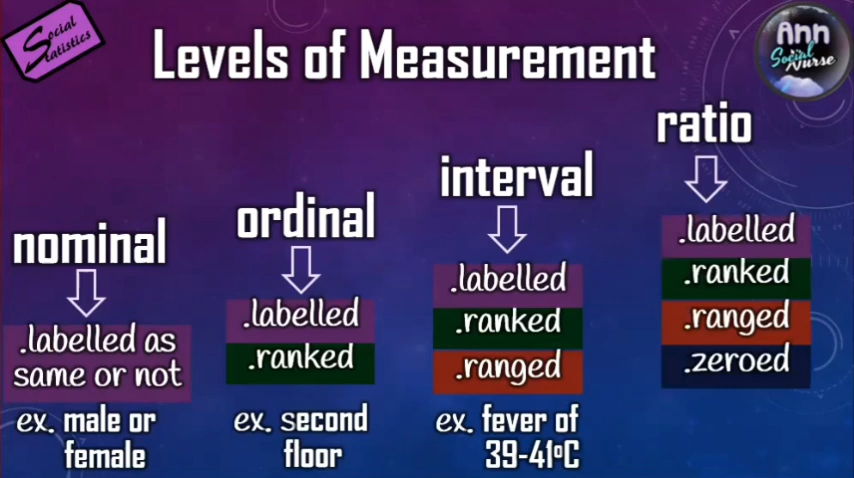 Social
Statistics
Levels of Measurement
Ann
Social
Nurse
nominal
.labelled as
same or not
ex. male or
female
ordinal
.labelled
.ranked
ex. second
floor
interval
.labelled
.ranked
.ranged
ex. fever of
39-41ºC
ratio
.labelled
.ranked
.ranged
.zeroed